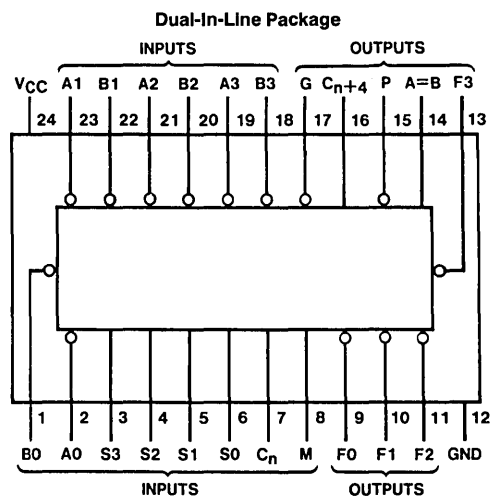 Dual-In-Line Package
INPUTS OUTPUTS
VCC A1 B1 A2 B2 A3 B3 G Cn+4 P A=B F3
24 23 22 21 20 19 18 17 16 15 14 13
1 2 3 4 5 6 7 8 9 10 11 12
B0 A0 S3 S2 S1 S0 Cn M F0 F1 F2 GND
INPUTS OUTPUTS